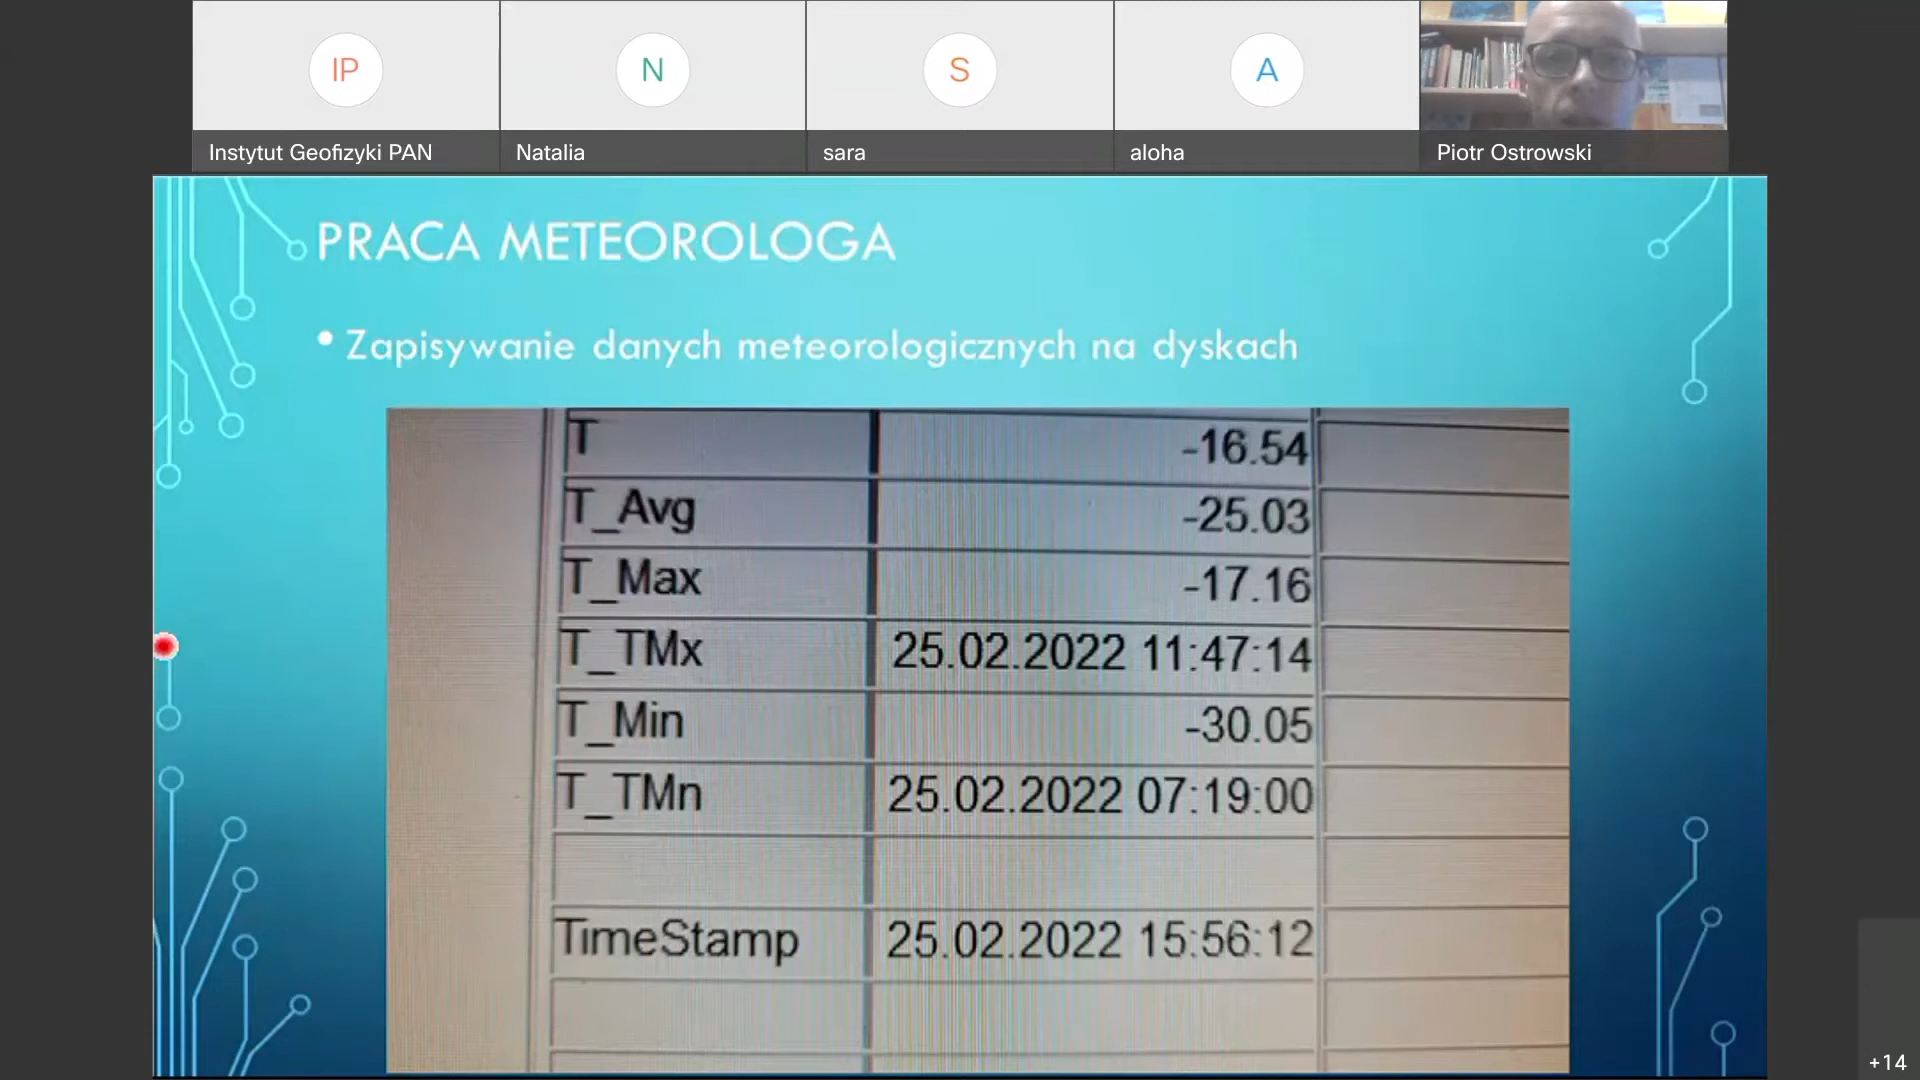 IP
N
S
A
Instytut Geofizyki PAN
Natalia
sara
aloha
Piotr Ostrowski
PRACA METEOROLOGA
• Zapisywanie danych meteorologicznych na dyskach
T -16.54
T_Avg -25.03
T_Max -17.16
T_TMx 25.02.2022 11:47:14
T_Min -30.05
T_TMn 25.02.2022 07:19:00
TimeStamp 25.02.2022 15:56:12
+14